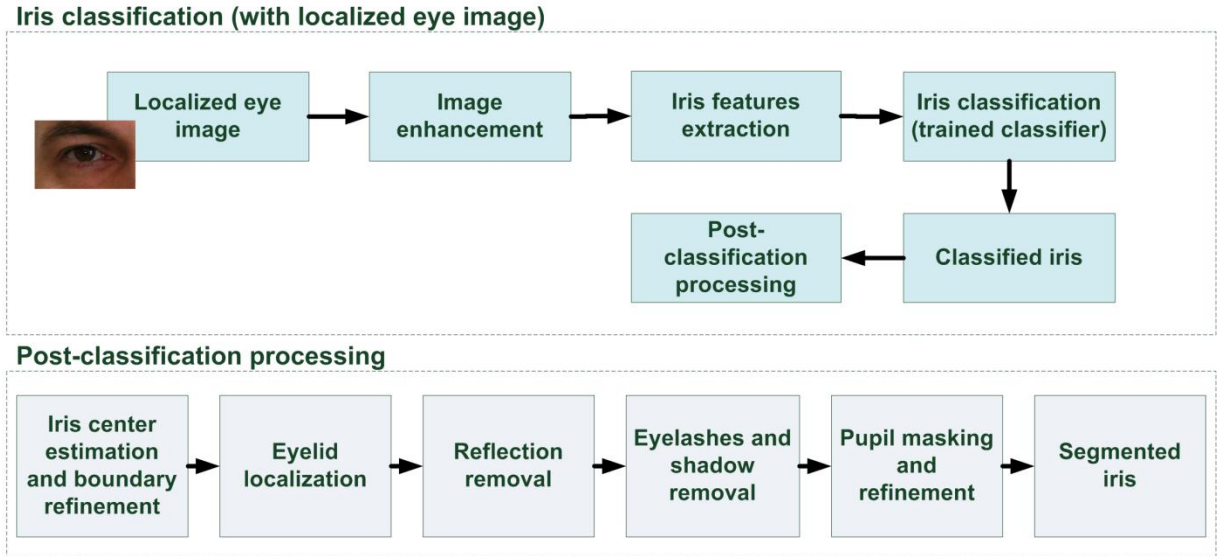 Iris classification (with localized eye image)
Localized eye
image
Image
enhancement
Iris features
extraction
Iris classification
(trained classifier)
Post-
classification
processing
Classified iris
Post-classification processing
Iris center
estimation
and boundary
refinement
Eyelid
localization
Reflection
removal
Eyelashes and
shadow
removal
Pupil masking
and
refinement
Segmented
iris